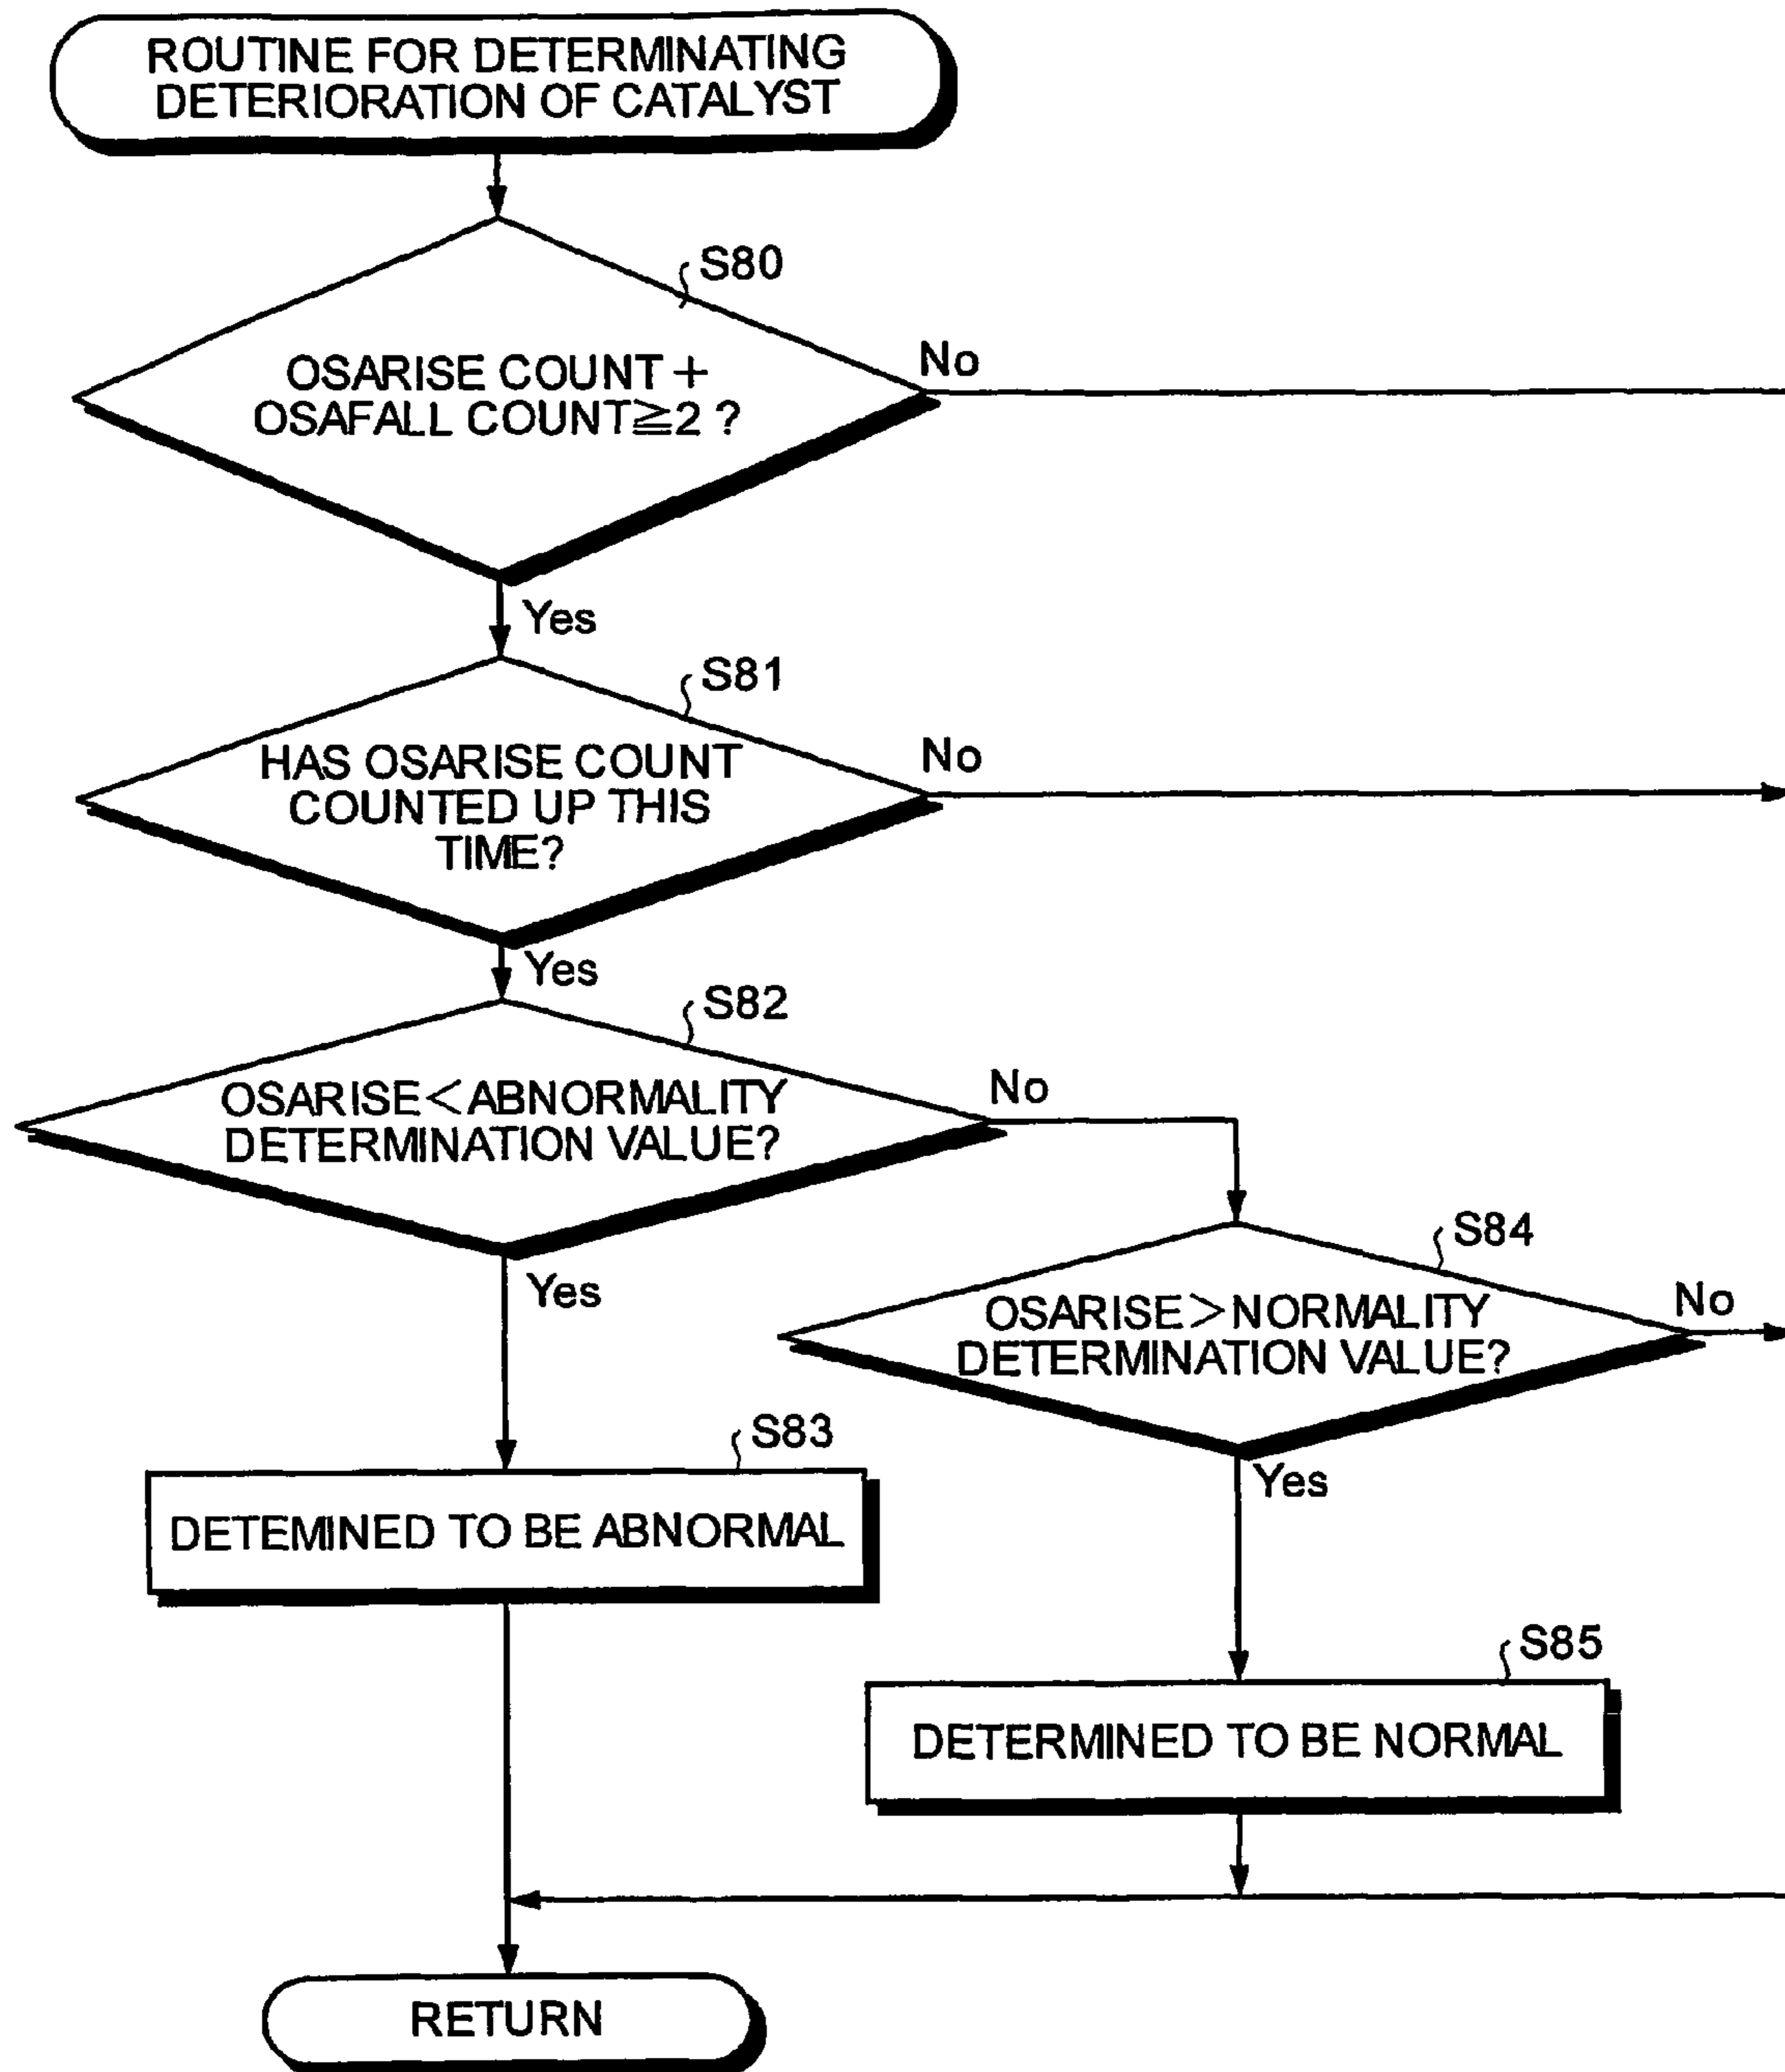 ROUTINE FOR DETERMINATING
DETERIORATION OF CATALYST
S80
OSARISE COUNT +
OSAFALL COUNT≧2 ?
No
Yes
S81
HAS OSARISE COUNT
COUNTED UP THIS
TIME?
No
Yes
S82
OSARISE<ABNORMALITY
DETERMINATION VALUE?
No
Yes
S84
OSARISE>NORMALITY
DETERMINATION VALUE?
No
Yes
S83
DETEMINED TO BE ABNORMAL
S85
DETERMINED TO BE NORMAL
RETURN